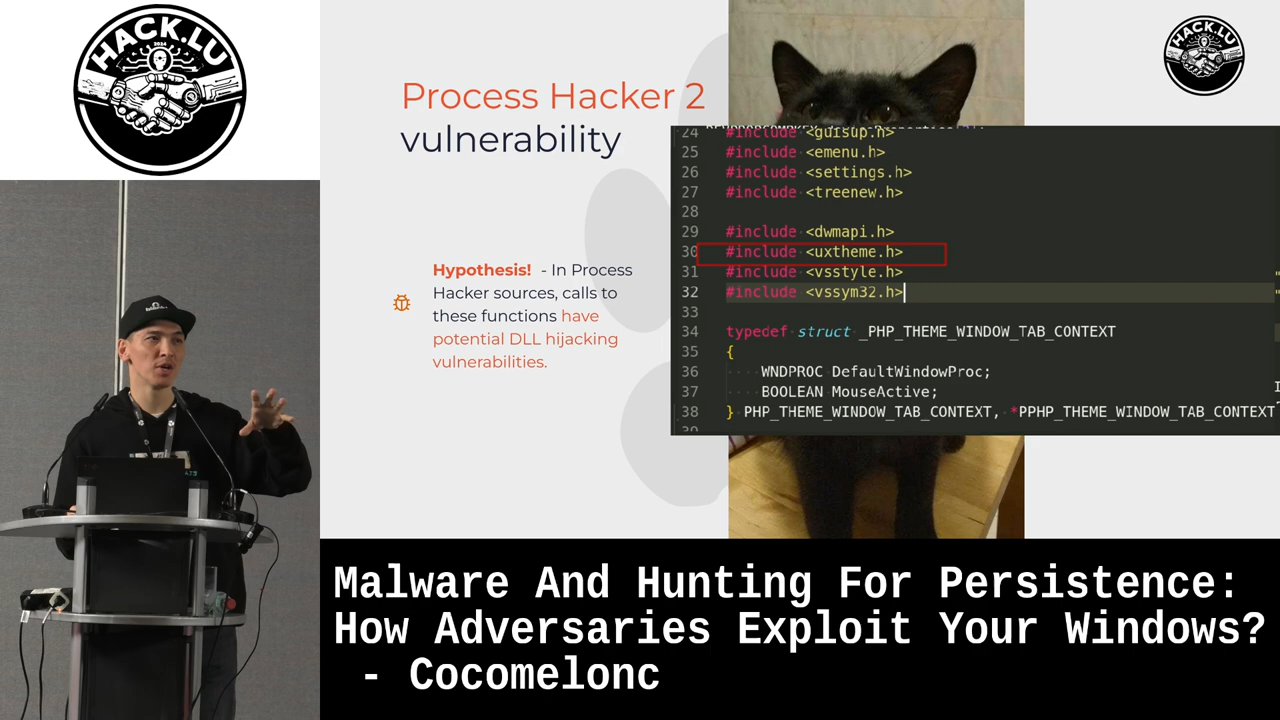 HACK.LU
2024
Process Hacker 2
vulnerability
Hypothesis! - In Process
Hacker sources, calls to
these functions have
potential DLL hijacking
vulnerabilities.
24 #include <guisup.h>
25 #include <emenu.h>
26 #include <settings.h>
27 #include <treenew.h>
28
29 #include <dwmapi.h>
30 #include <uxtheme.h>
31 #include <vsstyle.h>
32 #include <vssym32.h>
33
34 typedef struct _PHP_THEME_WINDOW_TAB_CONTEXT
35 {
36 WNDPROC DefaultWindowProc;
37 BOOLEAN MouseActive;
38 } PHP_THEME_WINDOW_TAB_CONTEXT, *PPHP_THEME_WINDOW_TAB_CONTEXT
HACK.LU
Malware And Hunting For Persistence:
How Adversaries Exploit Your Windows?
- Cocomelonc